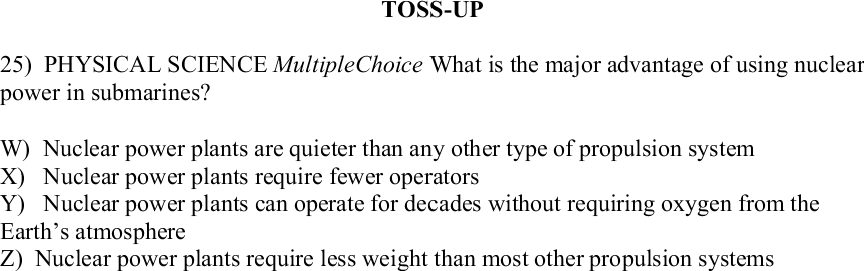 TOSS-UP
25) PHYSICAL SCIENCE MultipleChoice What is the major advantage of using nuclear
power in submarines?
W) Nuclear power plants are quieter than any other type of propulsion system
X) Nuclear power plants require fewer operators
Y) Nuclear power plants can operate for decades without requiring oxygen from the
Earth's atmosphere
Z) Nuclear power plants require less weight than most other propulsion systems